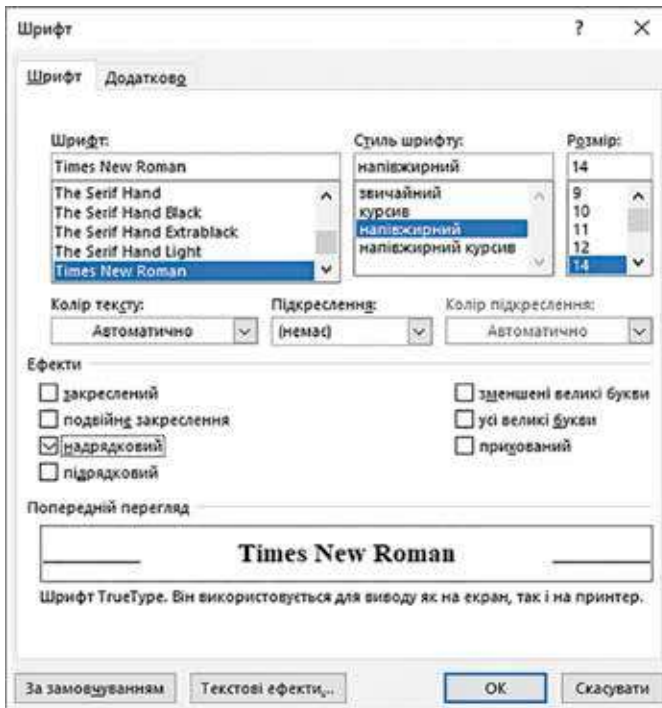 Шрифт ? ×
Шрифт Додатково
Шрифт: Стиль шрифту: Розмір:
Times New Roman напівжирний 14
The Serif Hand звичайний 9
The Serif Hand Black курсив 10
The Serif Hand Extrablack напівжирний 11
The Serif Hand Light напівжирний курсив 12
Times New Roman 14
Колір тексту: Підкреслення: Колір підкреслення:
Автоматично (немає) Автоматично
Ефекти
закреслений зменшені великі букви
подвійне закреслення усі великі букви
надрядковий прихований
підрядковий
Попередній перегляд
Times New Roman
Шрифт TrueType. Він використовується для виводу як на екран, так і на принтер.
За замовчуванням Текстові ефекти... ОК Скасувати